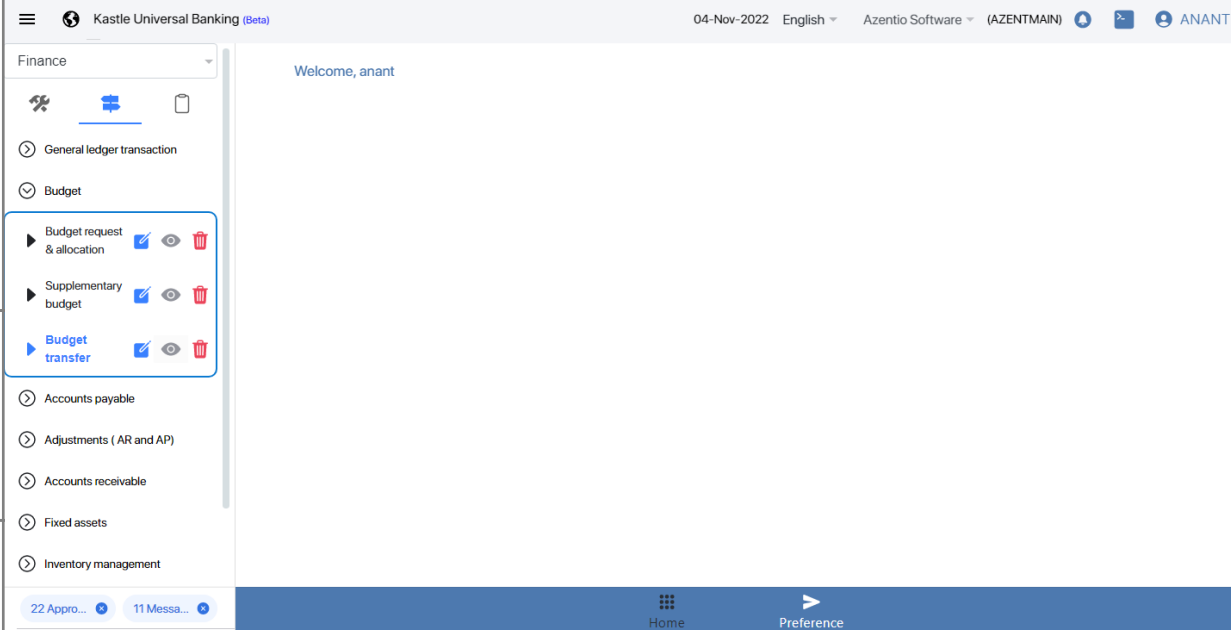 Kastle Universal Banking (Beta)
04-Nov-2022 English Azentio Software (AZENTMAIN) ANANT
Finance
Welcome, anant
General ledger transaction
Budget
Budget request
& allocation
Supplementary
budget
Budget
transfer
Accounts payable
Adjustments ( AR and AP)
Accounts receivable
Fixed assets
Inventory management
22 Appro... 11 Messa...
Home
Preference